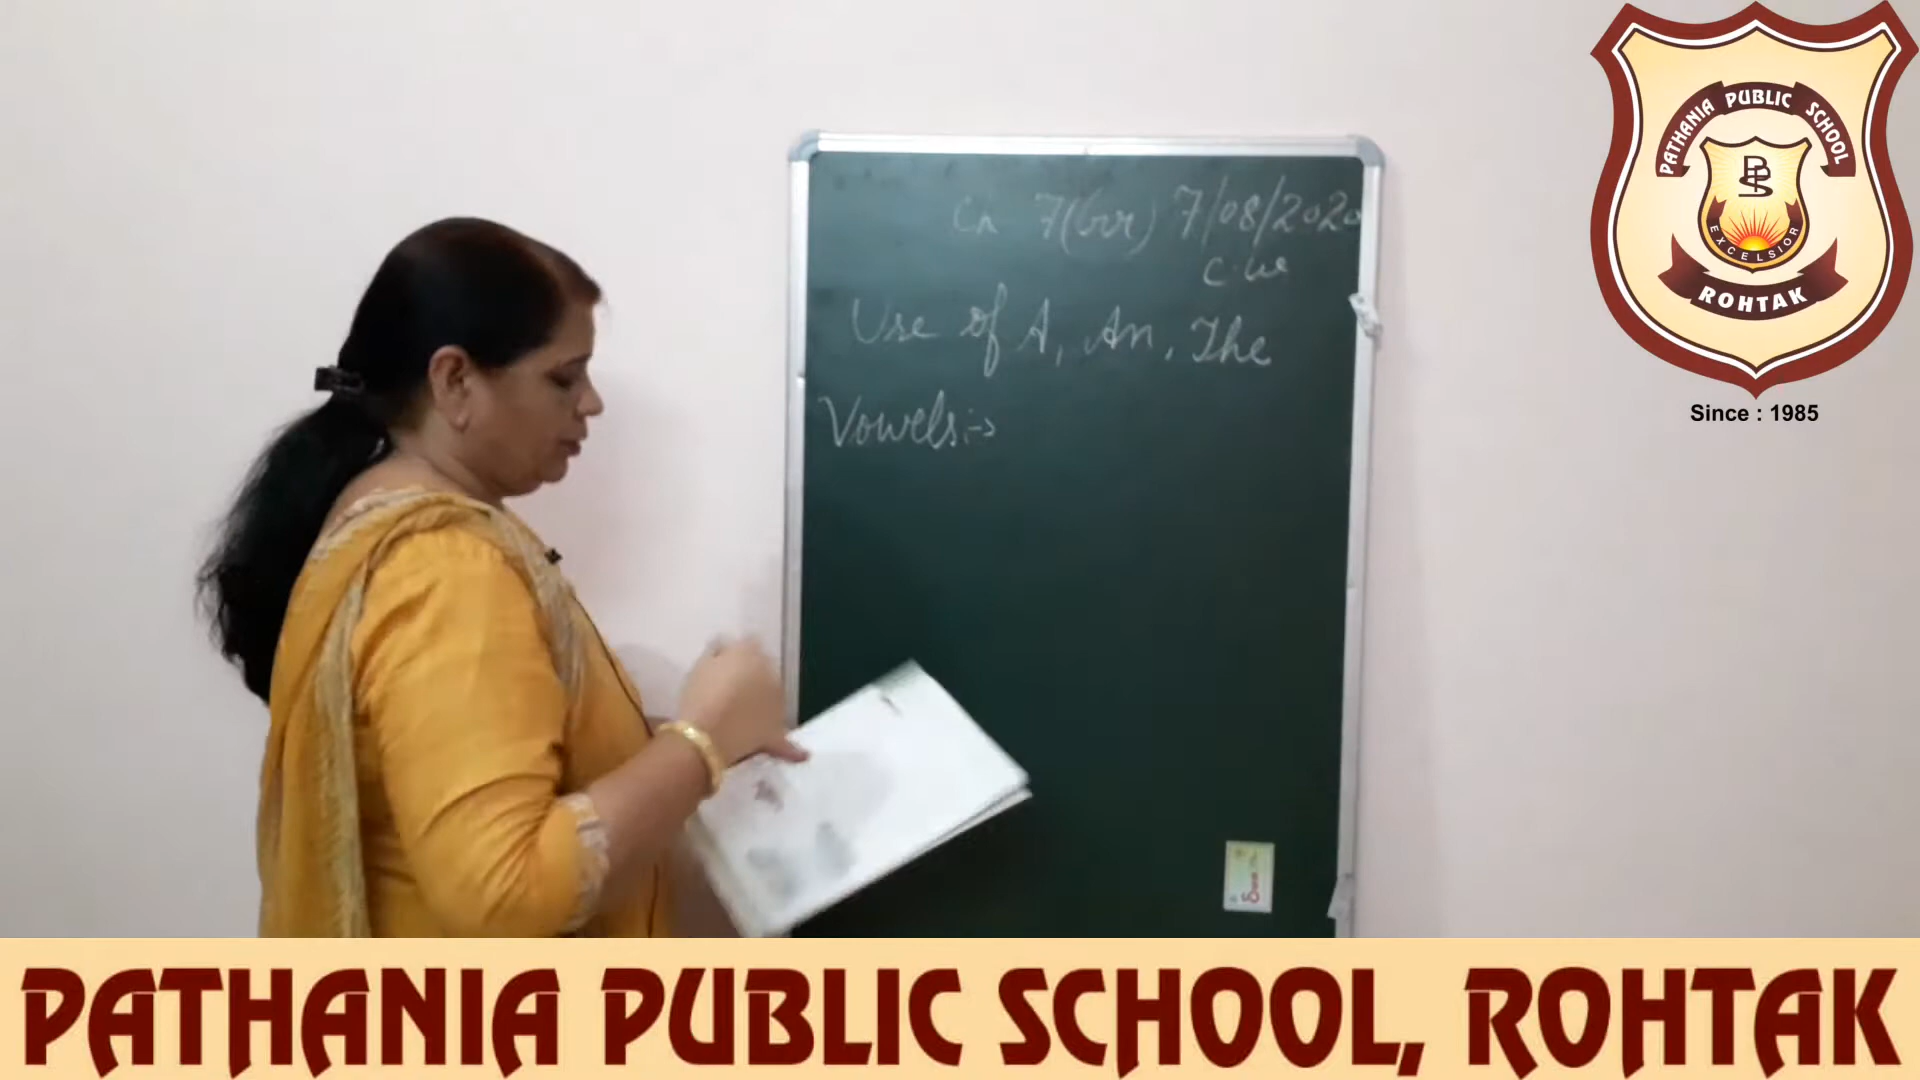 Ch 7(Gr) 7/08/2020
C.W
Use of A, An, The
Vowels:->
PATHANIA PUBLIC SCHOOL
PBS
EXCELSIOR
ROHTAK
Since : 1985
PATHANIA PUBLIC SCHOOL, ROHTAK